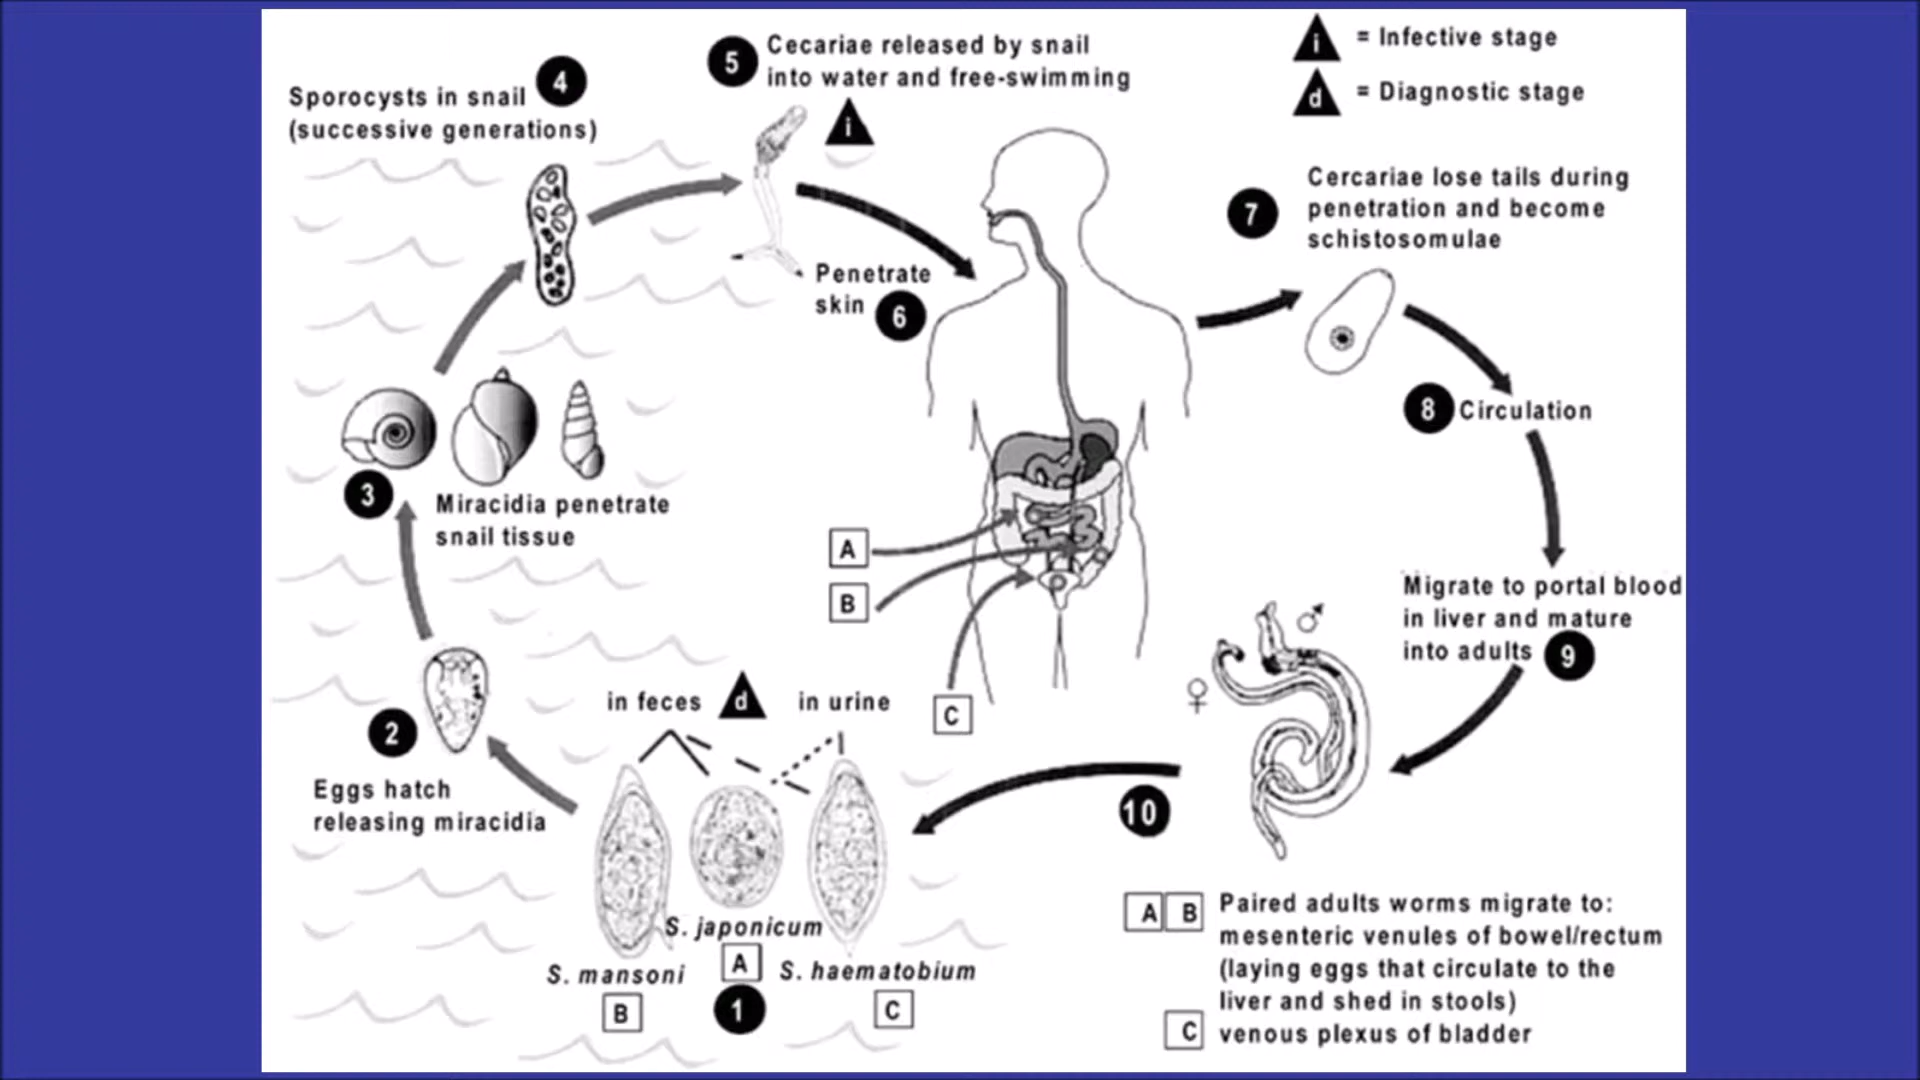 Sporocysts in snail
(successive generations)
4
5
Cecariae released by snail
into water and free-swimming
i
i = Infective stage
d = Diagnostic stage
Penetrate
skin
6
7
Cercariae lose tails during
penetration and become
schistosomulae
8
Circulation
3
Miracidia penetrate
snail tissue
A
B
C
Migrate to portal blood
in liver and mature
into adults
9
♂
♀
2
Eggs hatch
releasing miracidia
in feces
d
in urine
10
S. japonicum
A
S. mansoni
B
S. haematobium
C
1
A B Paired adults worms migrate to:
mesenteric venules of bowel/rectum
(laying eggs that circulate to the
liver and shed in stools)
C venous plexus of bladder